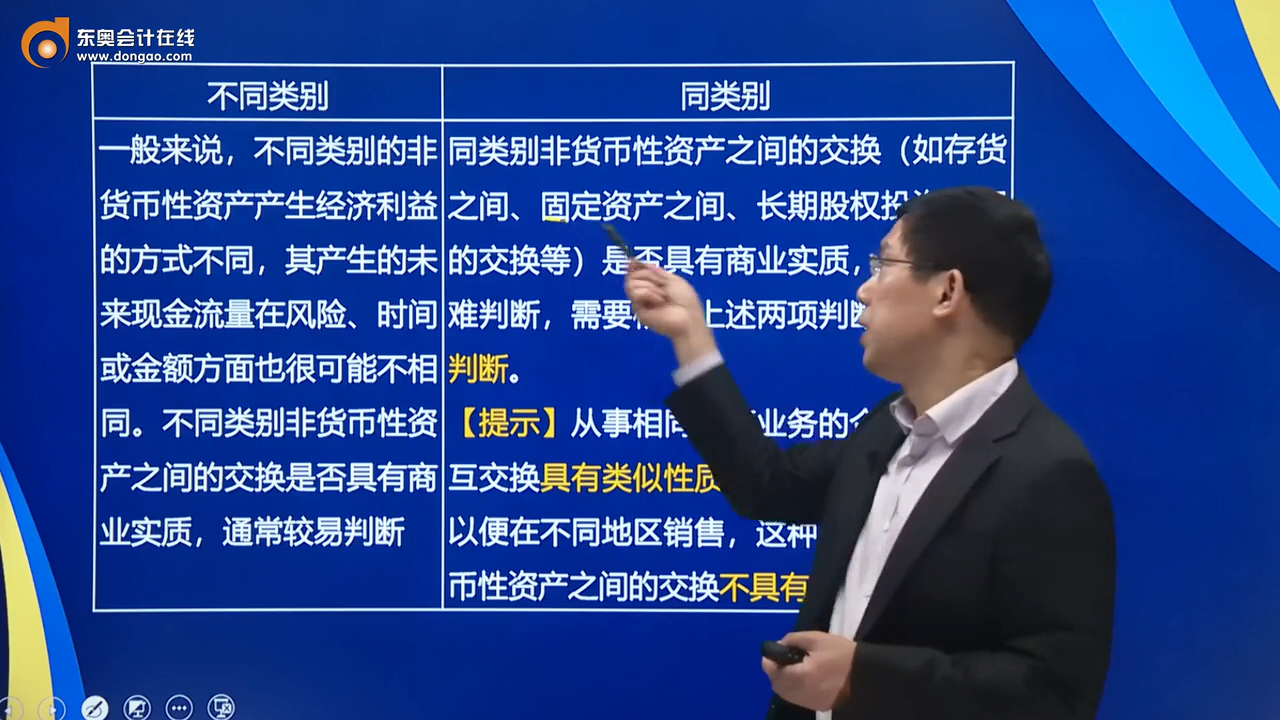 东奥会计在线
www.dongao.com
不同类别
同类别
一般来说，不同类别的非
货币性资产产生经济利益
的方式不同，其产生的未
来现金流量在风险、时间
或金额方面也很可能不相
同。不同类别非货币性资
产之间的交换是否具有商
业实质，通常较易判断
同类别非货币性资产之间的交换（如存货
之间、固定资产之间、长期股权投
的交换等）是否具有商业实质，
难判断，需要 上述两项判断
判断。
【提示】从事相同 业务的
互交换具有类似性质
以便在不同地区销售，这种
币性资产之间的交换不具有